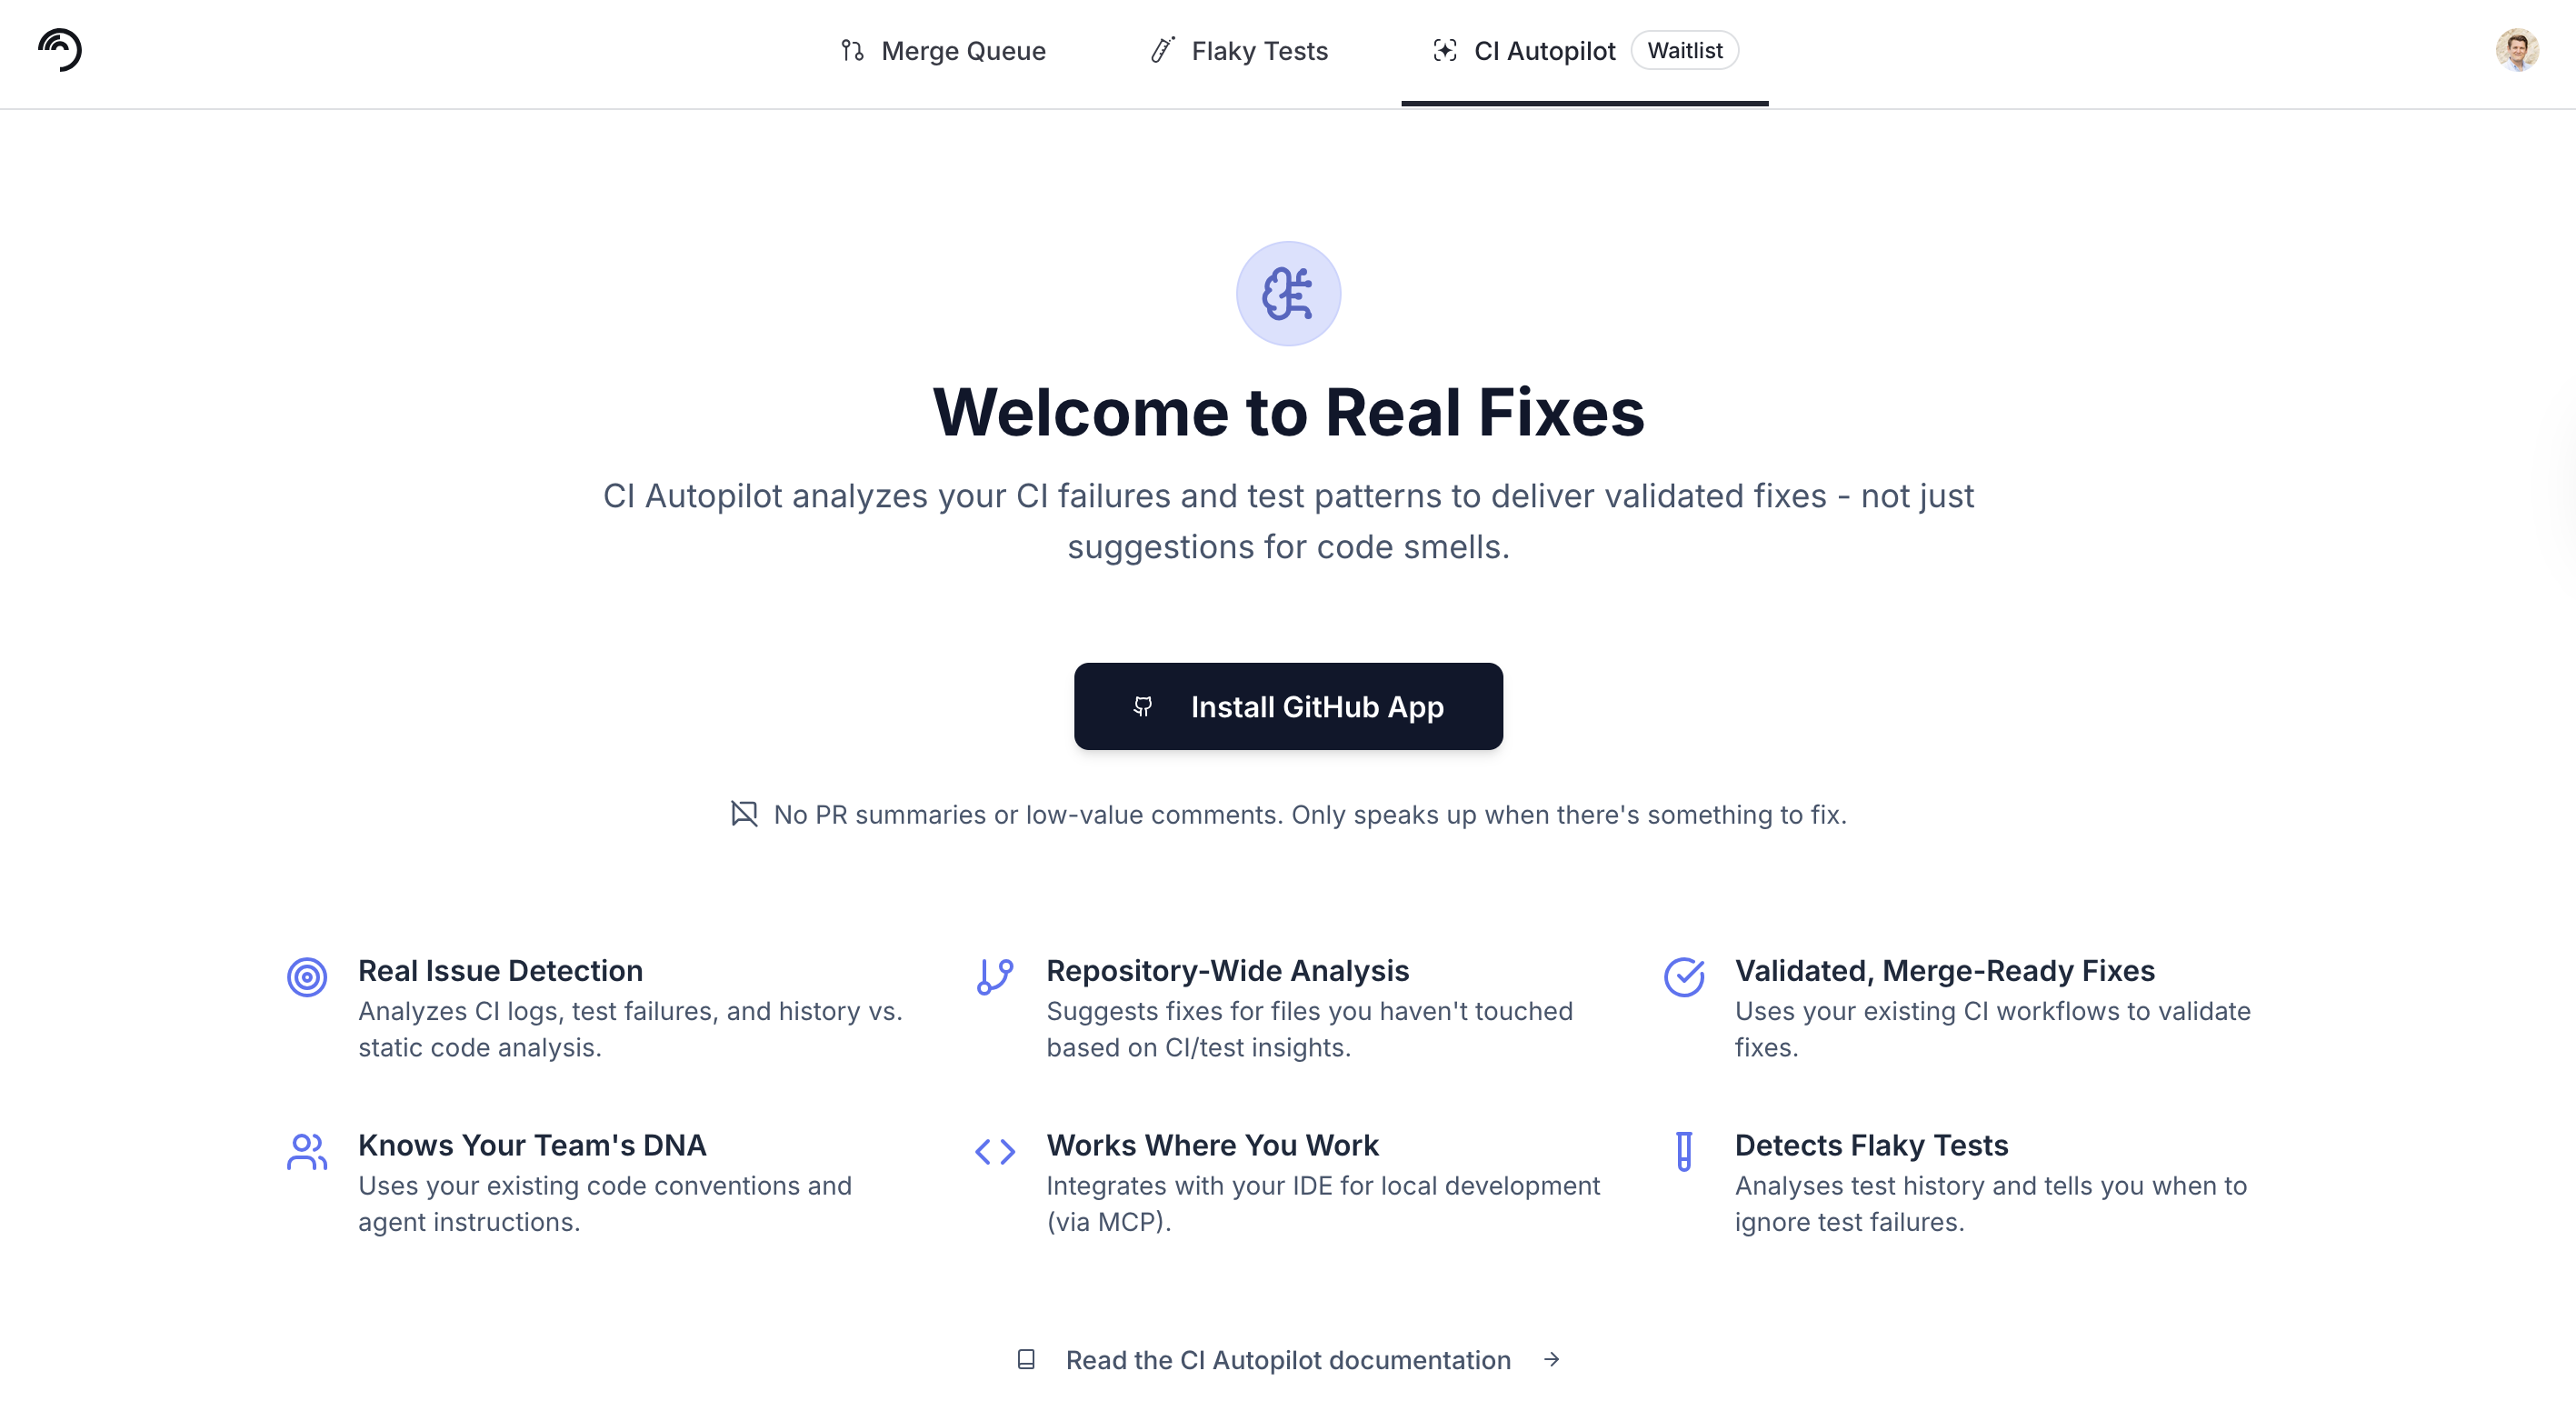 Merge Queue
Flaky Tests
CI Autopilot
Waitlist
Welcome to Real Fixes
CI Autopilot analyzes your CI failures and test patterns to deliver validated fixes - not just
suggestions for code smells.
Install GitHub App
No PR summaries or low-value comments. Only speaks up when there's something to fix.
Real Issue Detection
Analyzes CI logs, test failures, and history vs.
static code analysis.
Repository-Wide Analysis
Suggests fixes for files you haven't touched
based on CI/test insights.
Validated, Merge-Ready Fixes
Uses your existing CI workflows to validate
fixes.
Knows Your Team's DNA
Uses your existing code conventions and
agent instructions.
Works Where You Work
Integrates with your IDE for local development
(via MCP).
Detects Flaky Tests
Analyses test history and tells you when to
ignore test failures.
Read the CI Autopilot documentation